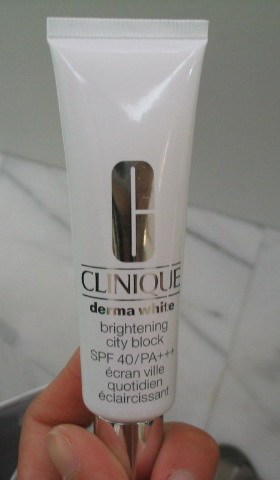 CLINIQUE
derma white
brightening
city block
SPF 40/PA+++
écran ville
quotidien
éclaircissant